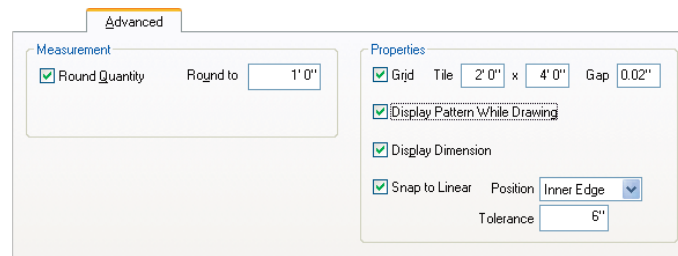 Advanced
Measurement
Round Quantity Round to 1' 0"
Properties
Grid Tile 2' 0" x 4' 0" Gap 0.02"
Display Pattern While Drawing
Display Dimension
Snap to Linear Position Inner Edge
Tolerance 6"